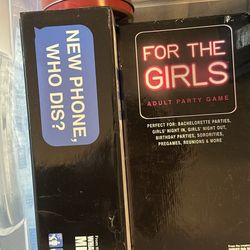 NEW PHONE,
WHO DIS?
FOR THE
GIRLS
ADULT PARTY GAME
PERFECT FOR: BACHELORETTE PARTIES,
GIRLS' NIGHT IN, GIRLS' NIGHT OUT,
BIRTHDAY PARTIES, SORORITIES,
PREGAMES, REUNIONS & MORE